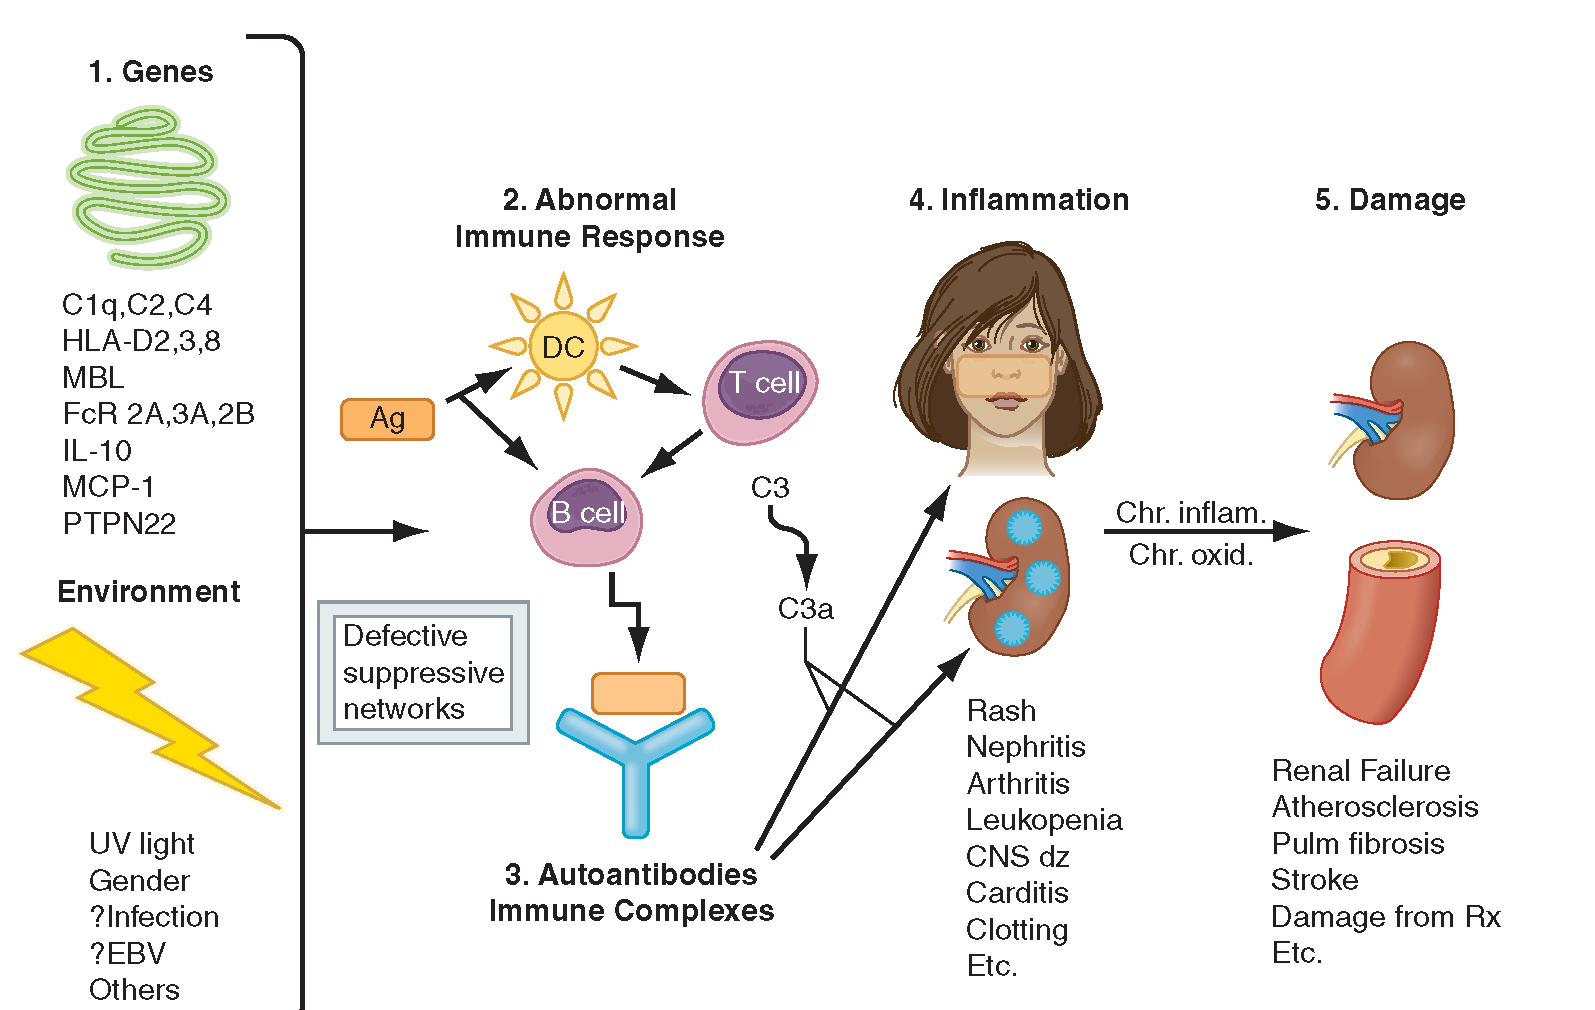 1. Genes
C1q,C2,C4
HLA-D2,3,8
MBL
FcR 2A,3A,2B
IL-10
MCP-1
PTPN22
Environment
UV light
Gender
?Infection
?EBV
Others
2. Abnormal
Immune Response
DC
T cell
Ag
B cell
C3
C3a
Defective
suppressive
networks
3. Autoantibodies
Immune Complexes
4. Inflammation
Rash
Nephritis
Arthritis
Leukopenia
CNS dz
Carditis
Clotting
Etc.
Chr. inflam.
Chr. oxid.
5. Damage
Renal Failure
Atherosclerosis
Pulm fibrosis
Stroke
Damage from Rx
Etc.